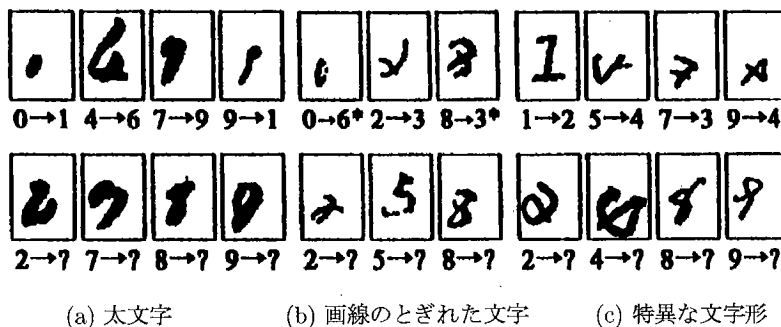 0→1 4→6 7→9 9→1 0→6* 2→3 8→3* 1→2 5→4 7→3 9→4
2→? 7→? 8→? 9→? 2→? 5→? 8→? 2→? 4→? 8→? 9→?
(a) 太文字 (b) 画線のとぎれた文字 (c) 特異な文字形